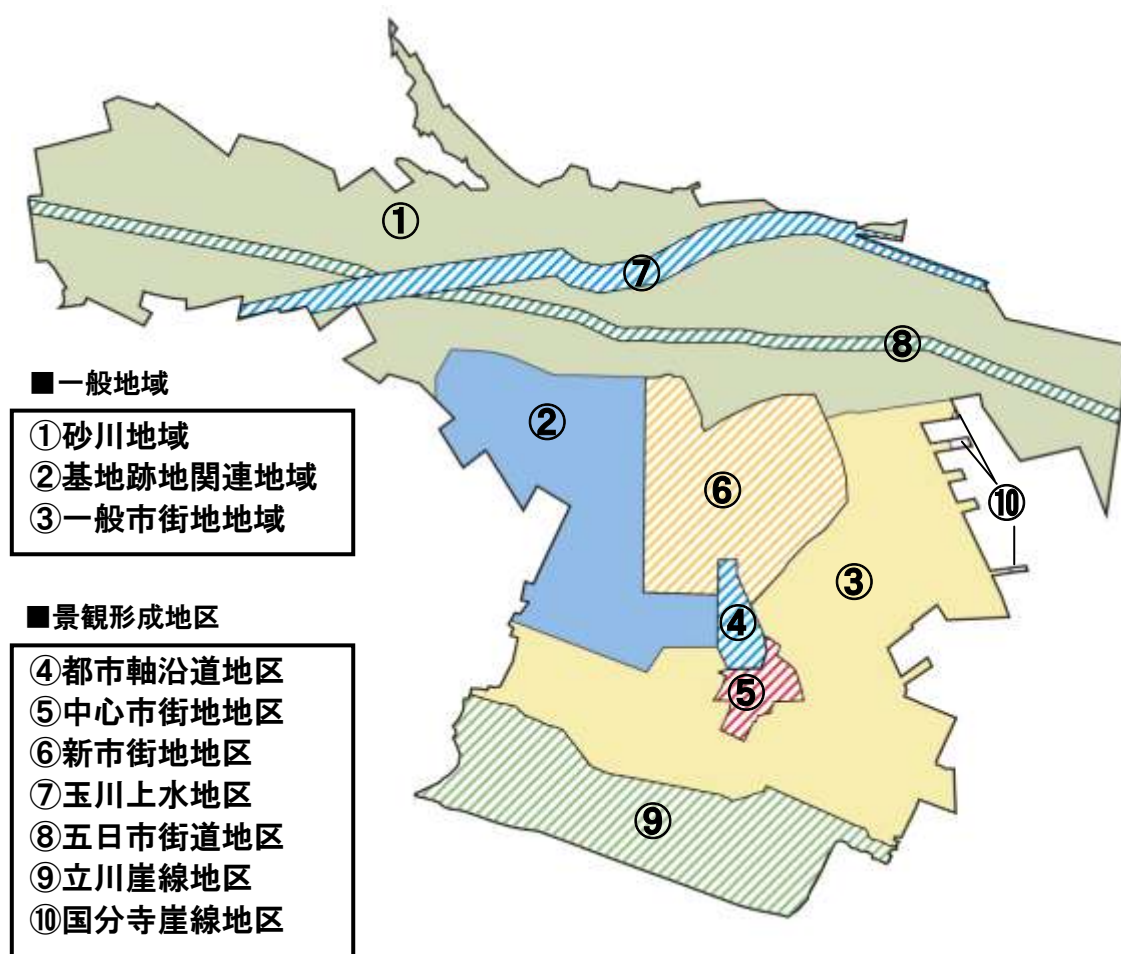 ①
⑦
⑧
②
⑥
⑩
③
④
⑤
⑨
■一般地域
①砂川地域
②基地跡地関連地域
③一般市街地地域
■景観形成地区
④都市軸沿道地区
⑤中心市街地地区
⑥新市街地地区
⑦玉川上水地区
⑧五日市街道地区
⑨立川崖線地区
⑩国分寺崖線地区